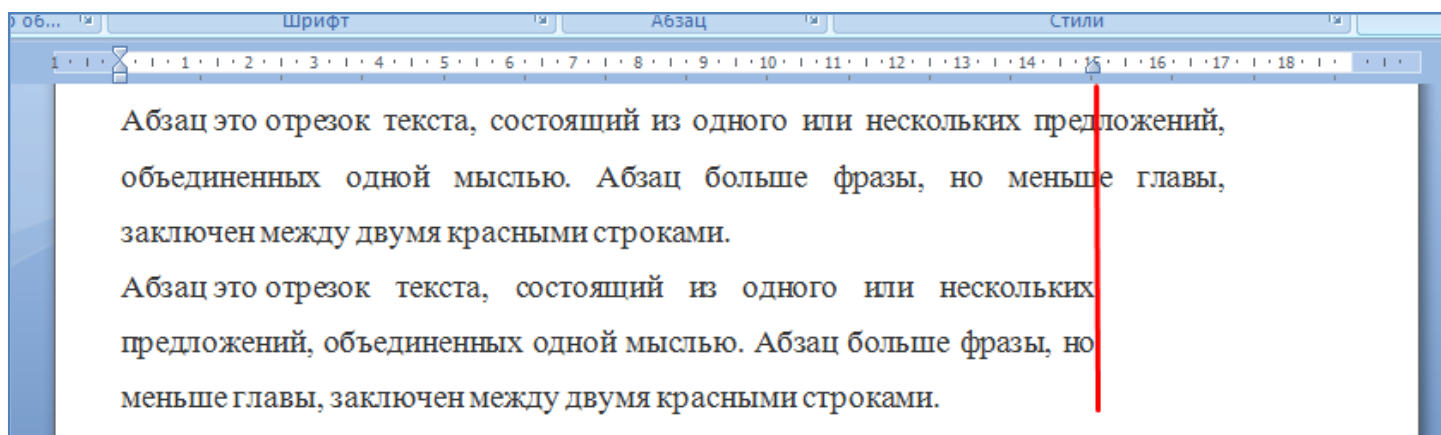 о об... Шрифт Абзац Стили
1 1 2 3 4 5 6 7 8 9 10 11 12 13 14 15 16 17 18
Абзац это отрезок текста, состоящий из одного или нескольких предложений,
объединенных одной мыслью. Абзац больше фразы, но меньше главы,
заключен между двумя красными строками.
Абзац это отрезок текста, состоящий из одного или нескольких
предложений, объединенных одной мыслью. Абзац больше фразы, но
меньше главы, заключен между двумя красными строками.